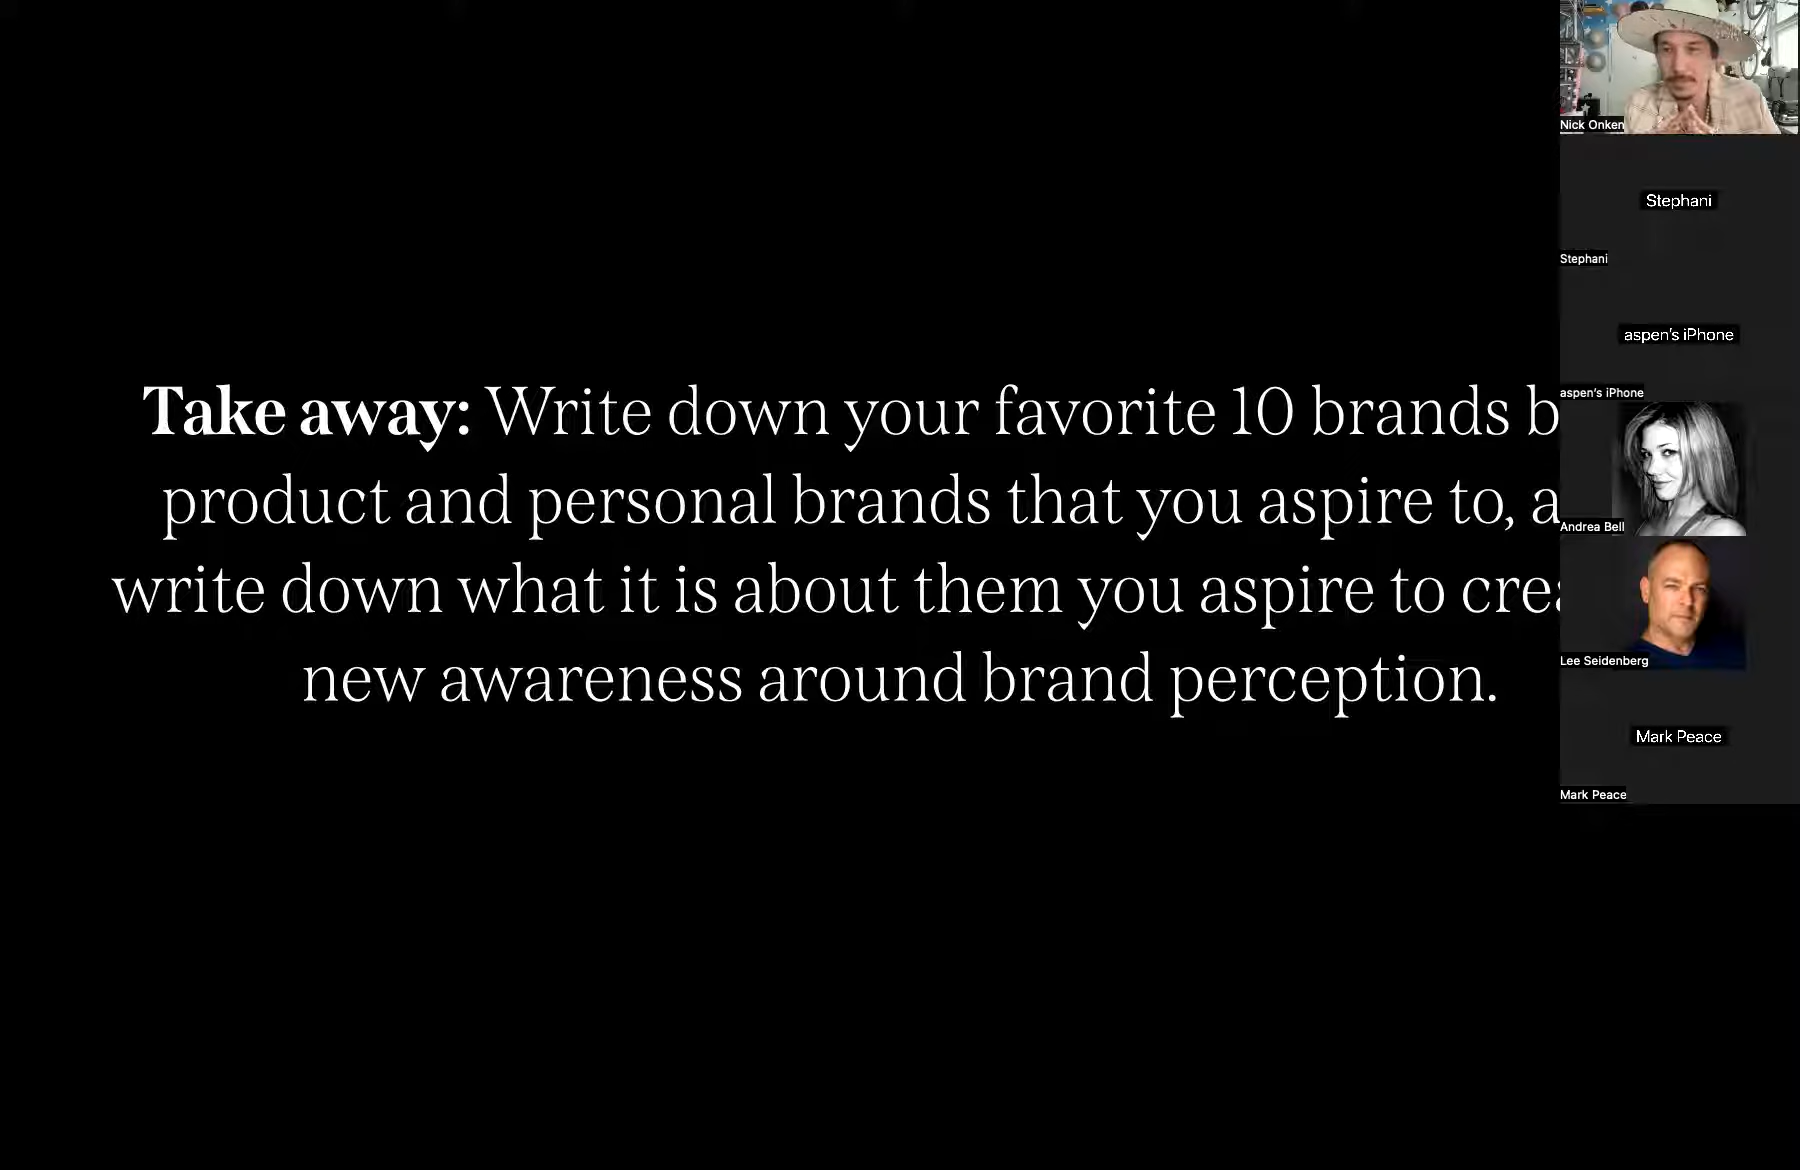 Take away: Write down your favorite 10 brands b
product and personal brands that you aspire to, a
write down what it is about them you aspire to crea
new awareness around brand perception.
Nick Onken
Stephani
Stephani
aspen's iPhone
aspen's iPhone
Andrea Bell
Lee Seidenberg
Mark Peace
Mark Peace